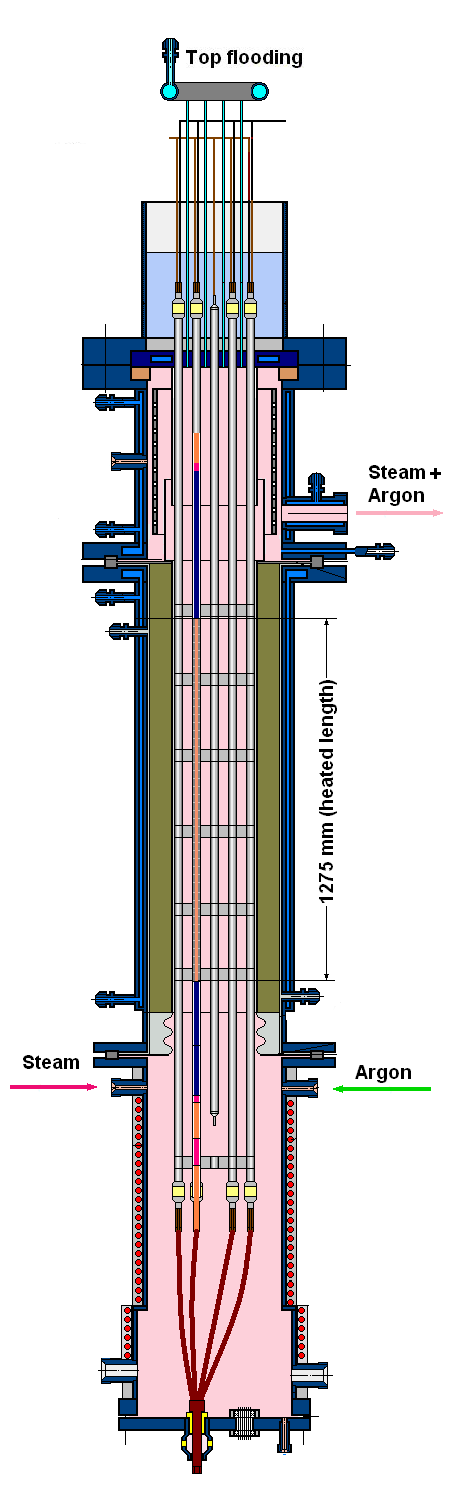 Top flooding
Steam +
Argon
1275 mm (heated length)
Steam
Argon